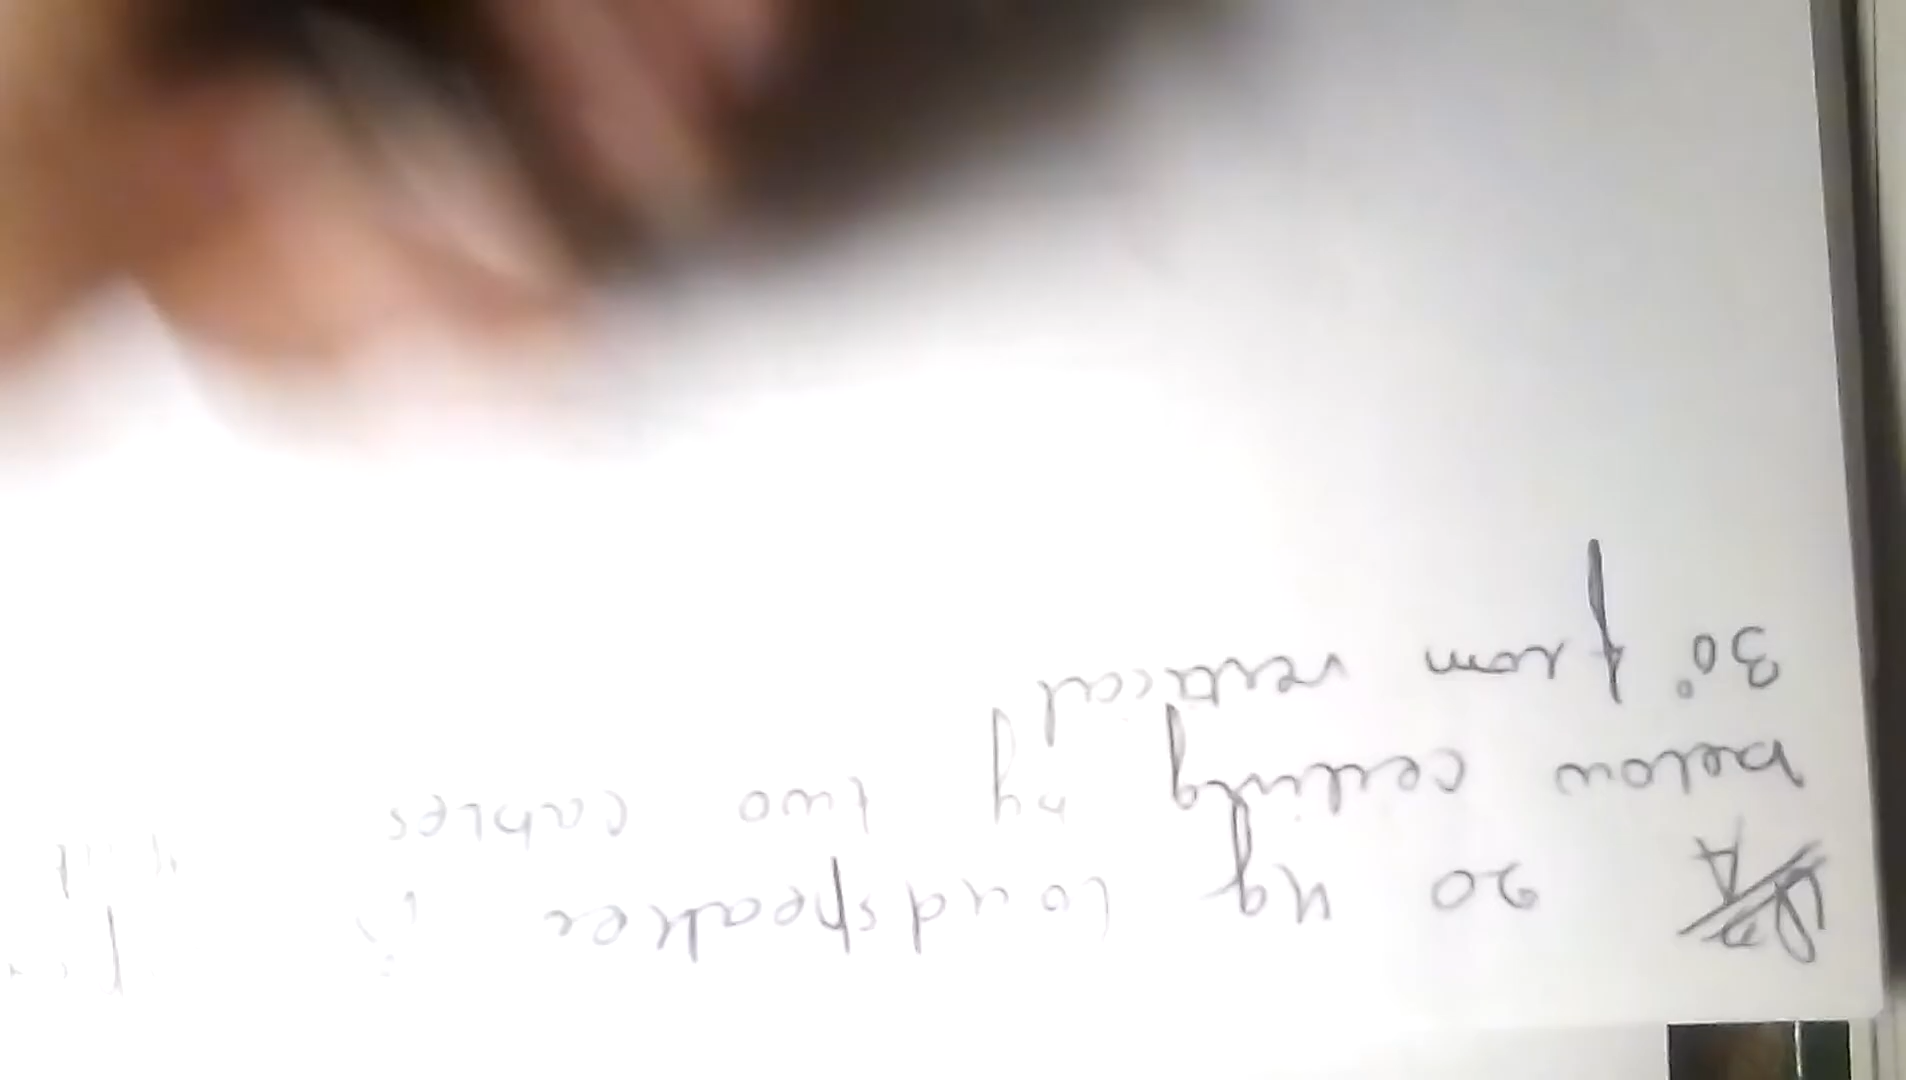 20 kg loudspeaker
below ceiling by two cables
30° from vertical